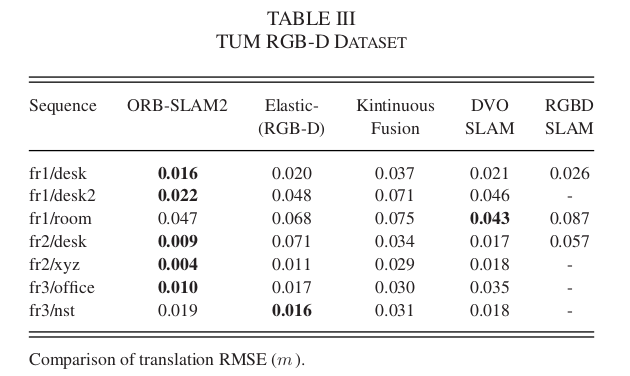 TABLE III
TUM RGB-D DATASET
Sequence ORB-SLAM2 Elastic- Kintinuous DVO RGBD
(RGB-D) Fusion SLAM SLAM
fr1/desk 0.016 0.020 0.037 0.021 0.026
fr1/desk2 0.022 0.048 0.071 0.046 -
fr1/room 0.047 0.068 0.075 0.043 0.087
fr2/desk 0.009 0.071 0.034 0.017 0.057
fr2/xyz 0.004 0.011 0.029 0.018 -
fr3/office 0.010 0.017 0.030 0.035 -
fr3/nst 0.019 0.016 0.031 0.018 -
Comparison of translation RMSE (m).